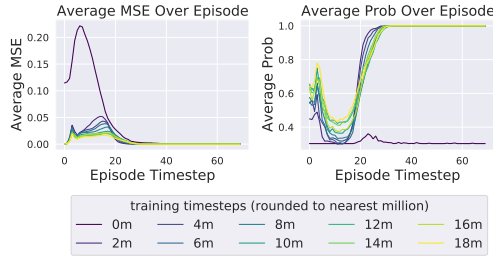 Average MSE Over Episode
Average Prob Over Episode
Average MSE
0.20
0.15
0.10
0.05
0.00
0
20
40
60
Episode Timestep
Average Prob
1.0
0.8
0.6
0.4
0
20
40
60
Episode Timestep
training timesteps (rounded to nearest million)
0m 4m 8m 12m 16m
2m 6m 10m 14m 18m